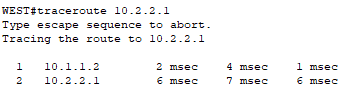 WEST#traceroute 10.2.2.1
Type escape sequence to abort.
Tracing the route to 10.2.2.1
1 10.1.1.2 2 msec 4 msec 1 msec
2 10.2.2.1 6 msec 7 msec 6 msec